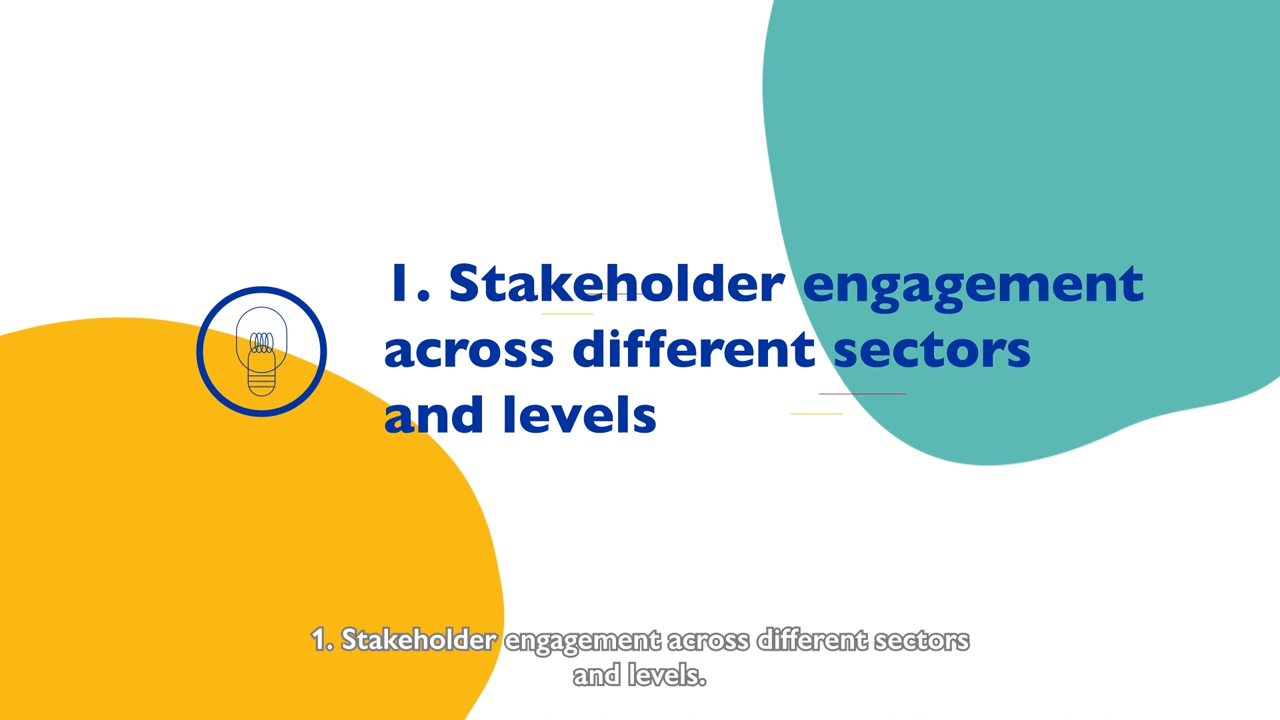 1. Stakeholder engagement
across different sectors
and levels
1. Stakeholder engagement across different sectors
and levels.